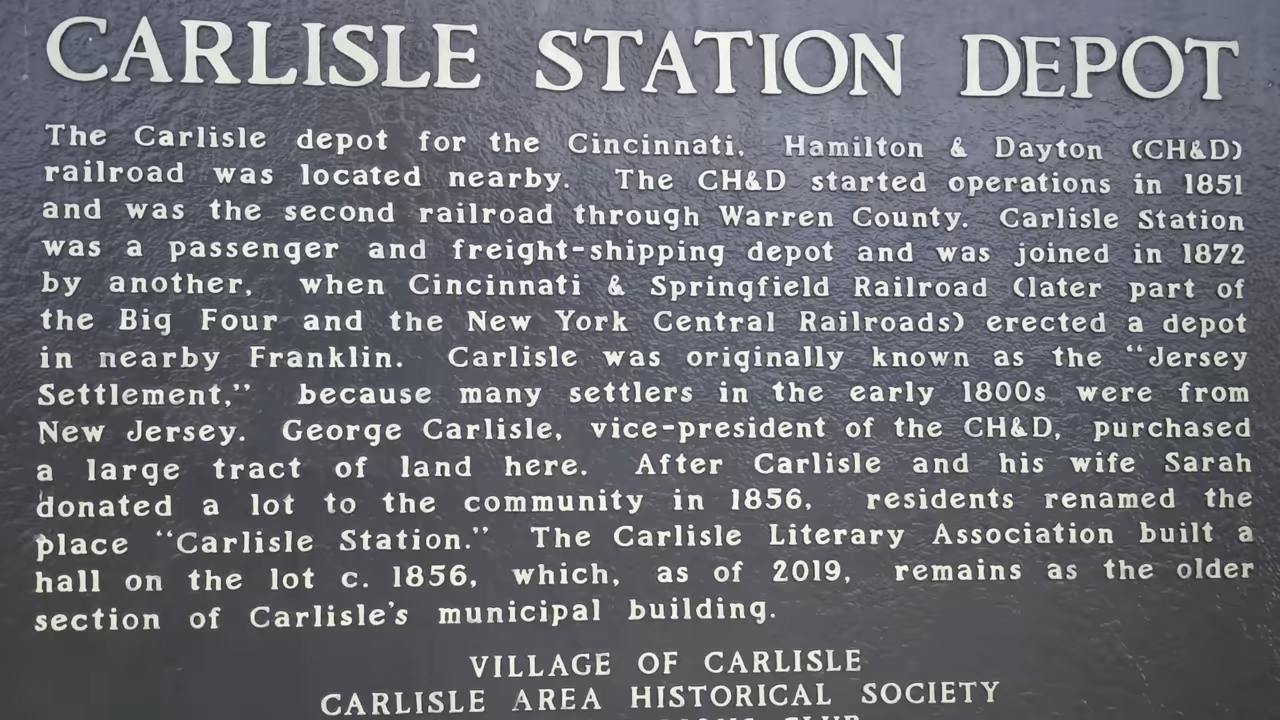 CARLISLE STATION DEPOT
The Carlisle depot for the Cincinnati, Hamilton & Dayton (CH&D)
railroad was located nearby. The CH&D started operations in 1851
and was the second railroad through Warren County. Carlisle Station
was a passenger and freight-shipping depot and was joined in 1872
by another, when Cincinnati & Springfield Railroad (later part of
the Big Four and the New York Central Railroads) erected a depot
in nearby Franklin. Carlisle was originally known as the “Jersey
Settlement,” because many settlers in the early 1800s were from
New Jersey. George Carlisle, vice-president of the CH&D, purchased
a large tract of land here. After Carlisle and his wife Sarah
donated a lot to the community in 1856, residents renamed the
place “Carlisle Station.” The Carlisle Literary Association built a
hall on the lot c. 1856, which, as of 2019, remains as the older
section of Carlisle's municipal building.
VILLAGE OF CARLISLE
CARLISLE AREA HISTORICAL SOCIETY
CLUB